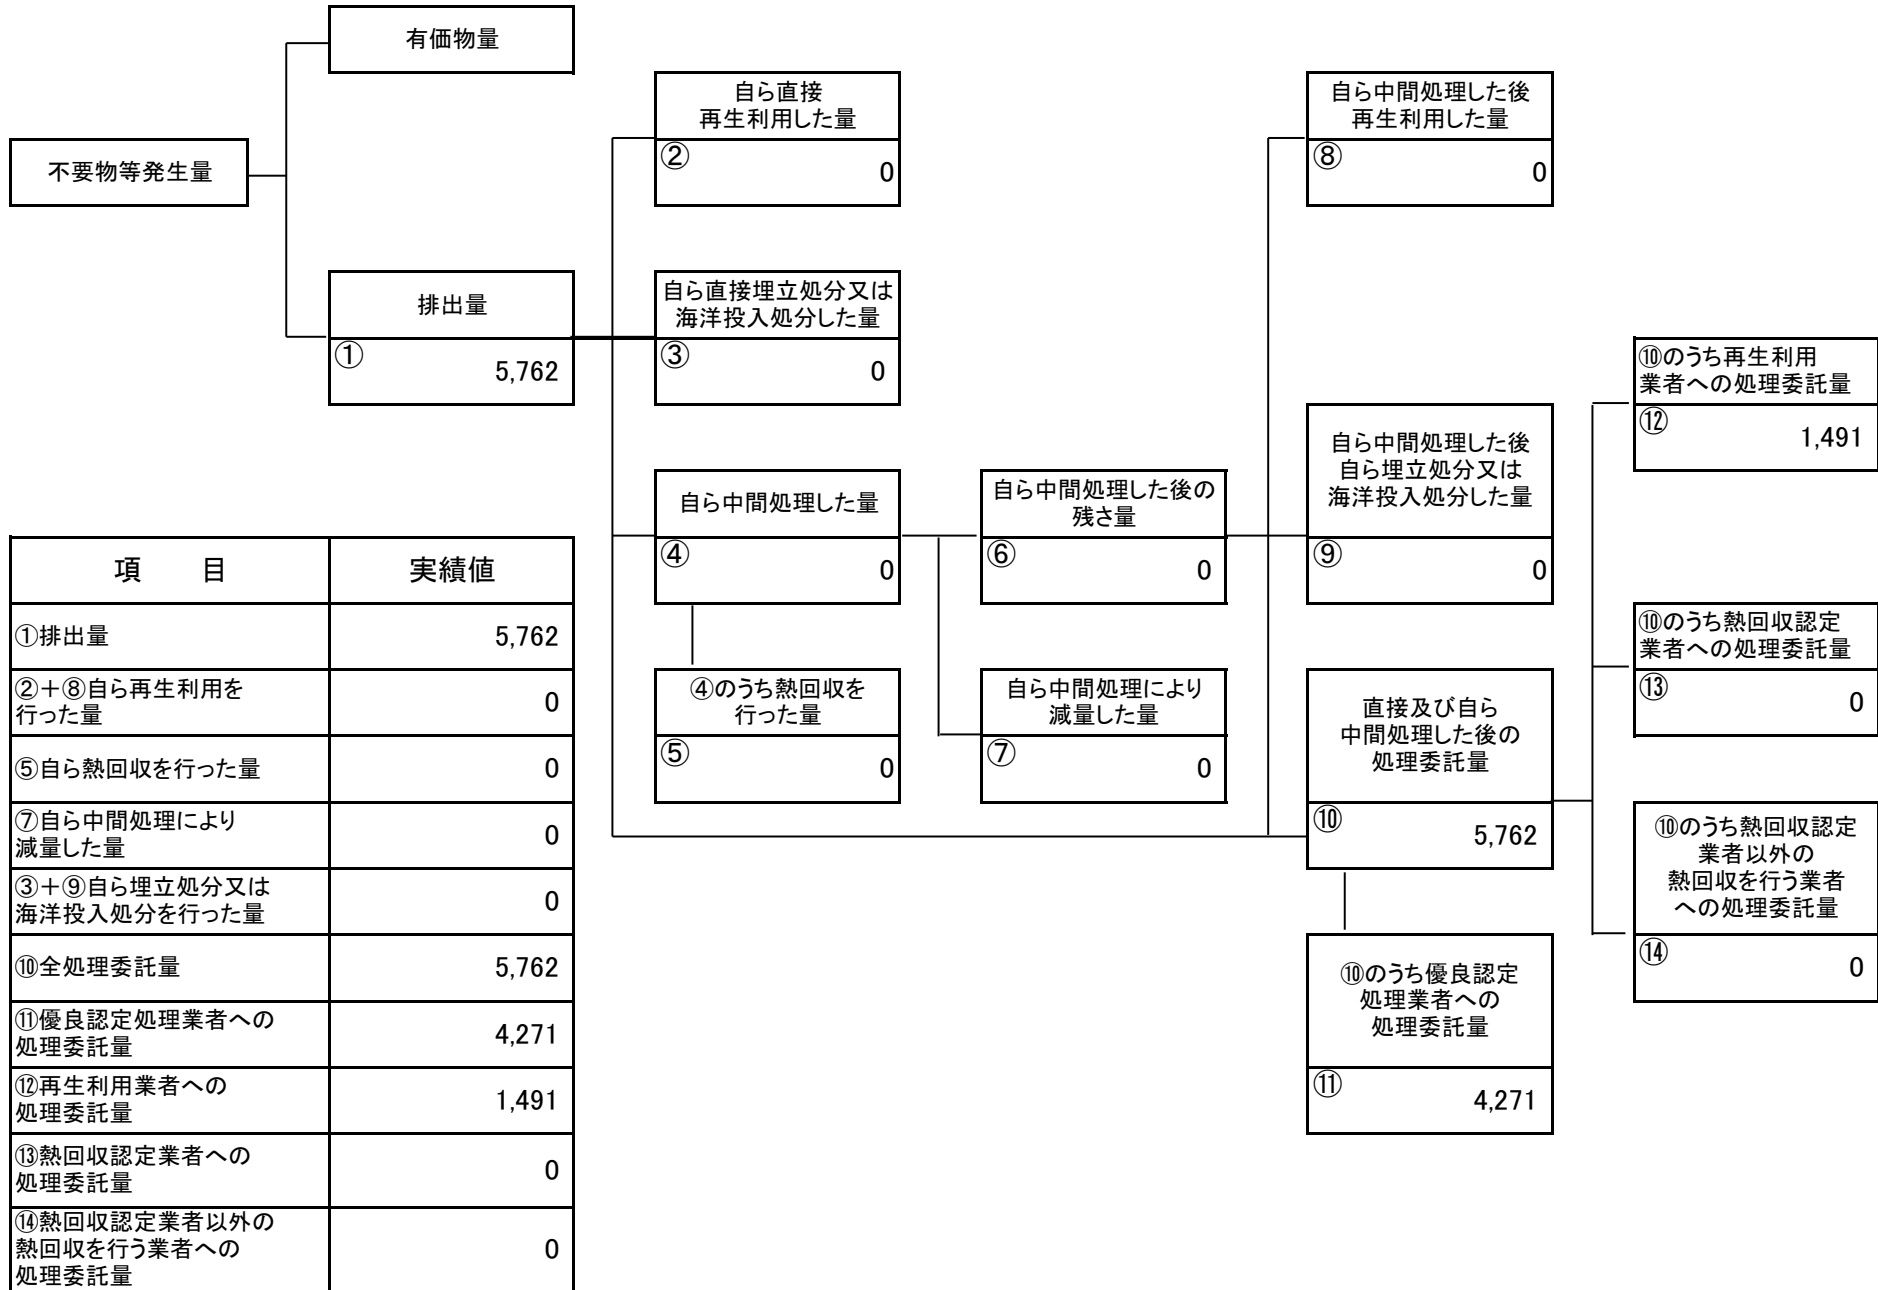 有価物量
不要物等発生量
排出量
①
5,762
自ら直接
再生利用した量
②
0
自ら直接埋立処分又は
海洋投入処分した量
③
0
自ら中間処理した量
④
0
④のうち熱回収を
行った量
⑤
0
自ら中間処理した後の
残さ量
⑥
0
自ら中間処理により
減量した量
⑦
0
自ら中間処理した後
再生利用した量
⑧
0
自ら中間処理した後
自ら埋立処分又は
海洋投入処分した量
⑨
0
直接及び自ら
中間処理した後の
処理委託量
⑩
5,762
⑩のうち優良認定
処理業者への
処理委託量
⑪
4,271
⑩のうち再生利用
業者への処理委託量
⑫
1,491
⑩のうち熱回収認定
業者への処理委託量
⑬
0
⑩のうち熱回収認定
業者以外の
熱回収を行う業者
への処理委託量
⑭
0
項 目 実績値
①排出量 5,762
②＋⑧自ら再生利用を
行った量 0
⑤自ら熱回収を行った量 0
⑦自ら中間処理により
減量した量 0
③＋⑨自ら埋立処分又は
海洋投入処分を行った量 0
⑩全処理委託量 5,762
⑪優良認定処理業者への
処理委託量 4,271
⑫再生利用業者への
処理委託量 1,491
⑬熱回収認定業者への
処理委託量 0
⑭熱回収認定業者以外の
熱回収を行う業者への
処理委託量 0